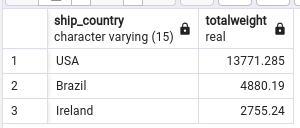 ship_country totalweight
character varying (15) real
1 USA 13771.285
2 Brazil 4880.19
3 Ireland 2755.24